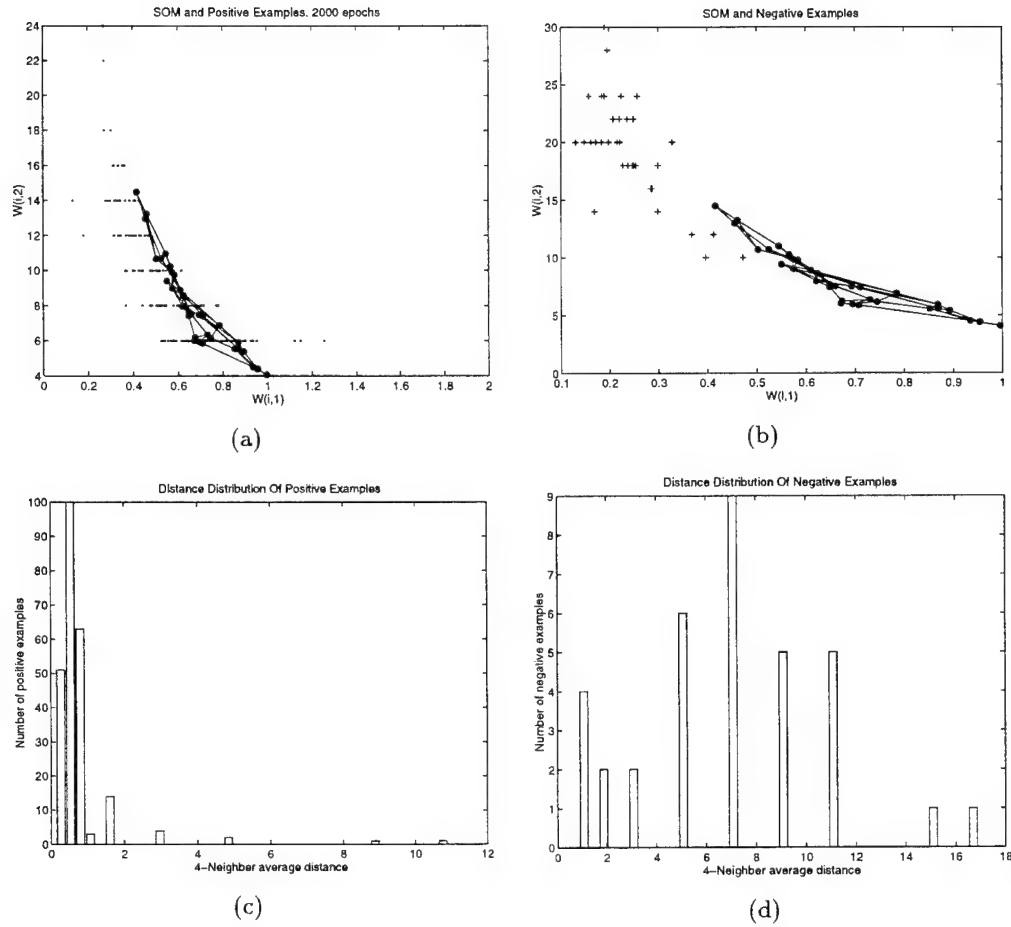 SOM and Positive Examples, 2000 epochs
24
22
20
18
16
14
12
10
8
6
4
W(i,2)
0 0.2 0.4 0.6 0.8 1 1.2 1.4 1.6 1.8 2
W(i,1)
(a)
SOM and Negative Examples
30
25
20
15
10
5
0
W(i,2)
0.1 0.2 0.3 0.4 0.5 0.6 0.7 0.8 0.9 1
W(i,1)
(b)
Distance Distribution Of Positive Examples
100
90
80
70
60
50
40
30
20
10
0
Number of positive examples
0 2 4 6 8 10 12
4-Neighber average distance
(c)
Distance Distribution Of Negative Examples
9
8
7
6
5
4
3
2
1
0
Number of negative examples
0 2 4 6 8 10 12 14 16 18
4-Neighber average distance
(d)